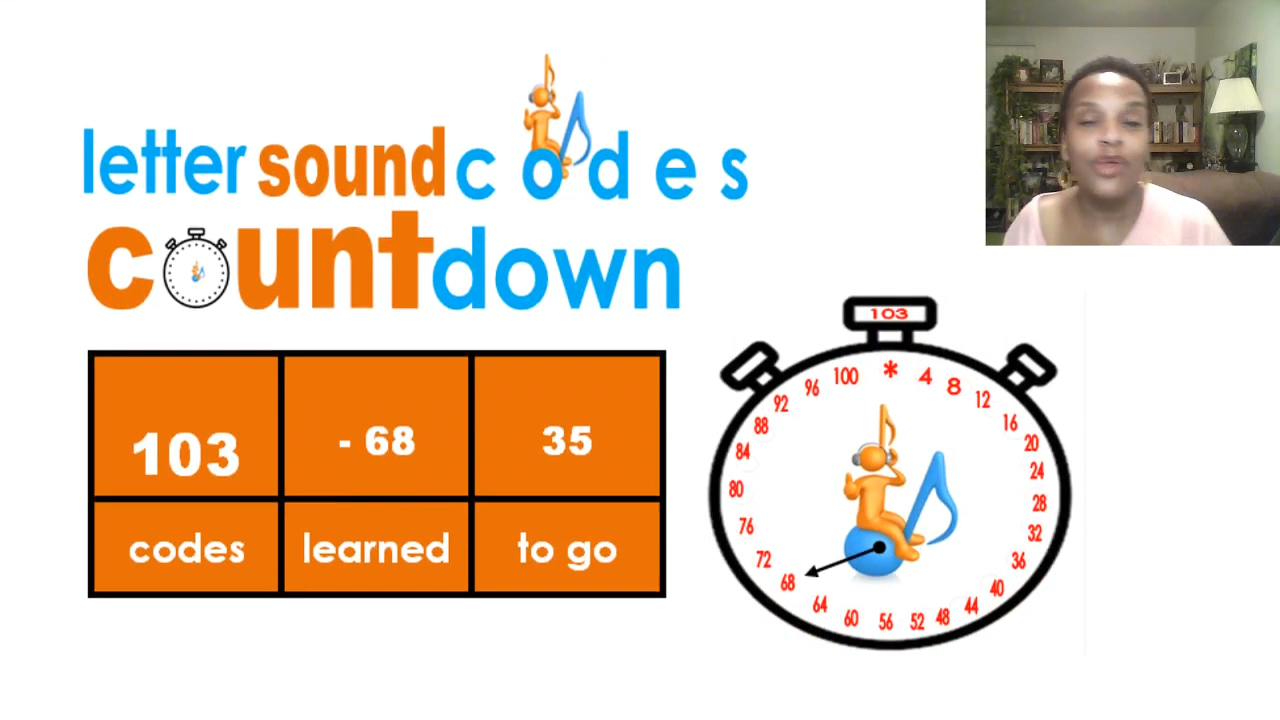 letter sound codes
countdown
103 - 68 35
codes learned to go
103
* 4 8 12 16 20 24 28 32 36 40 44 48 52 56 60 64 68 72 76 80 84 88 92 96 100